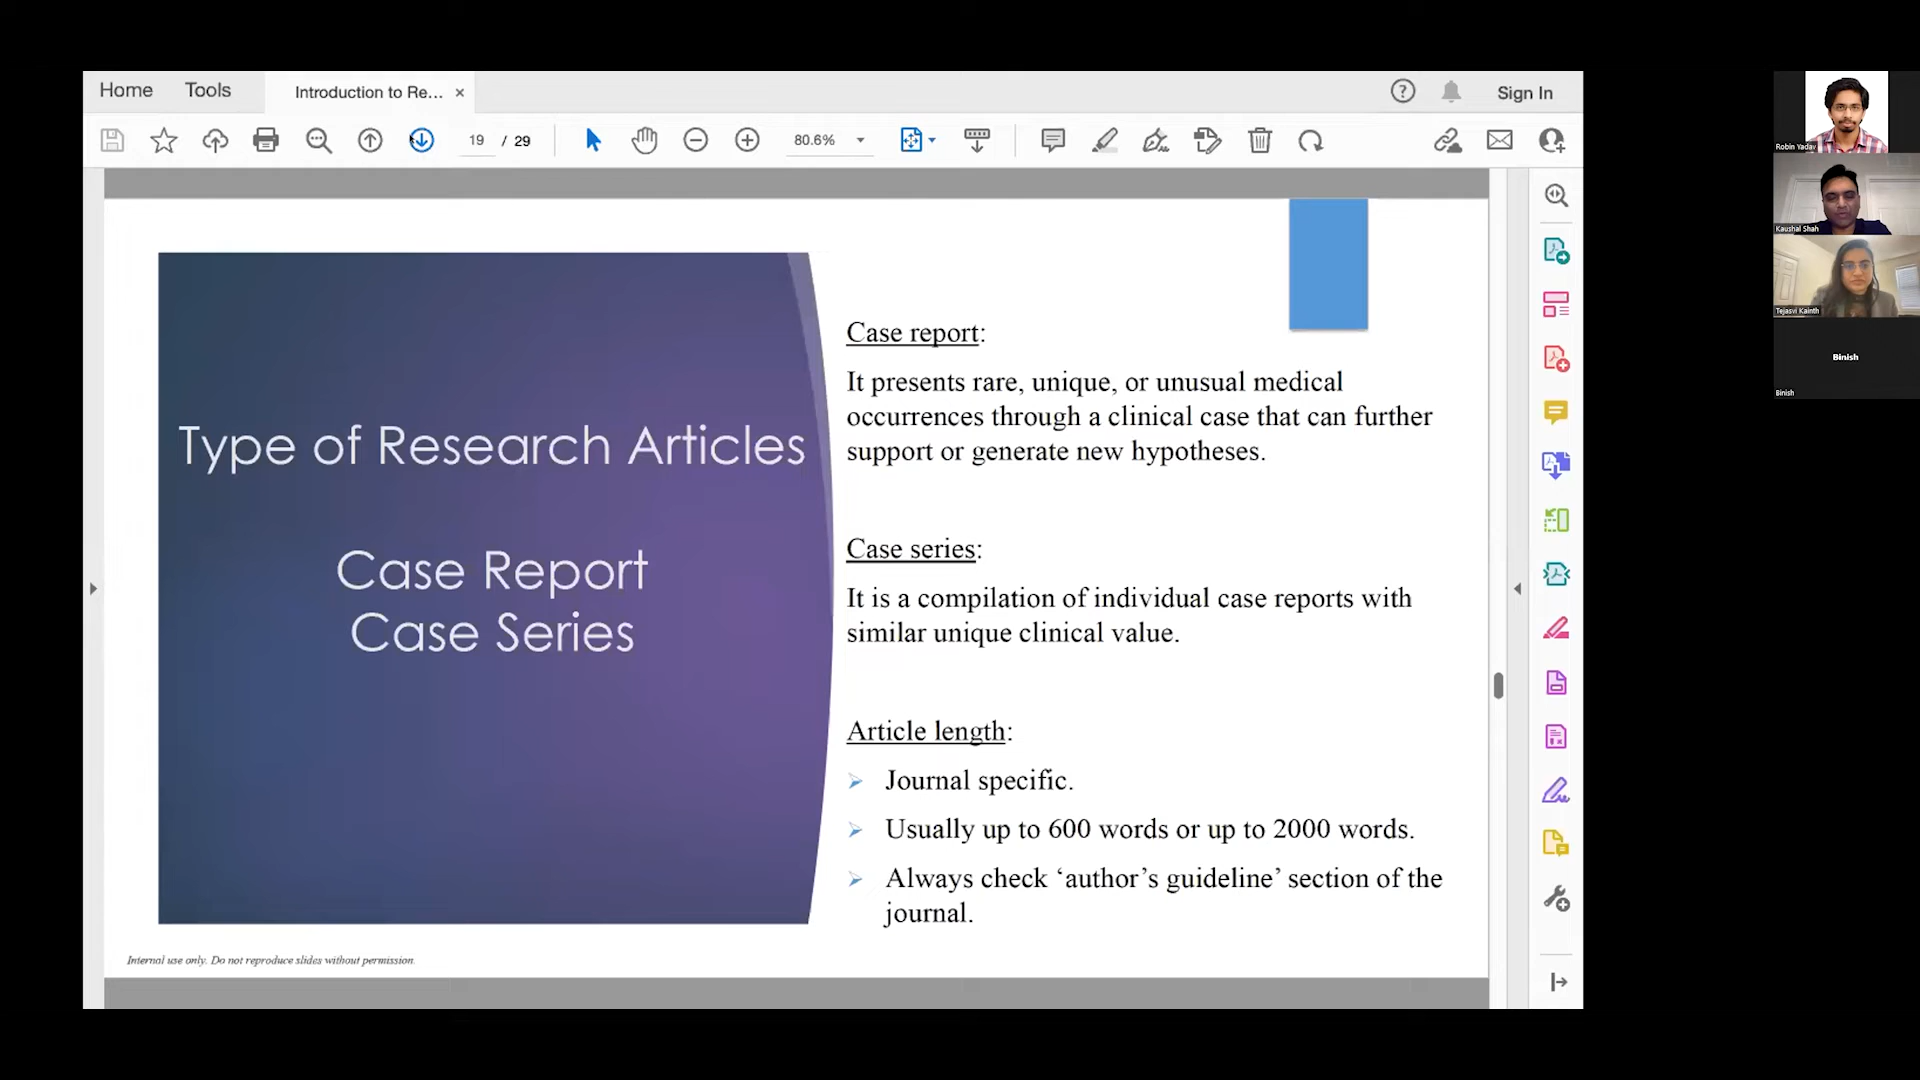 Home Tools Introduction to Re... ×
Sign In
19 / 29 80.6%
Type of Research Articles
Case Report
Case Series
Case report:
It presents rare, unique, or unusual medical
occurrences through a clinical case that can further
support or generate new hypotheses.
Case series:
It is a compilation of individual case reports with
similar unique clinical value.
Article length:
Journal specific.
Usually up to 600 words or up to 2000 words.
Always check ‘author’s guideline’ section of the
journal.
Internal use only. Do not reproduce slides without permission.
Robin Yadav
Kaushal Shah
Tejasvi Kainth
Binish
Binish